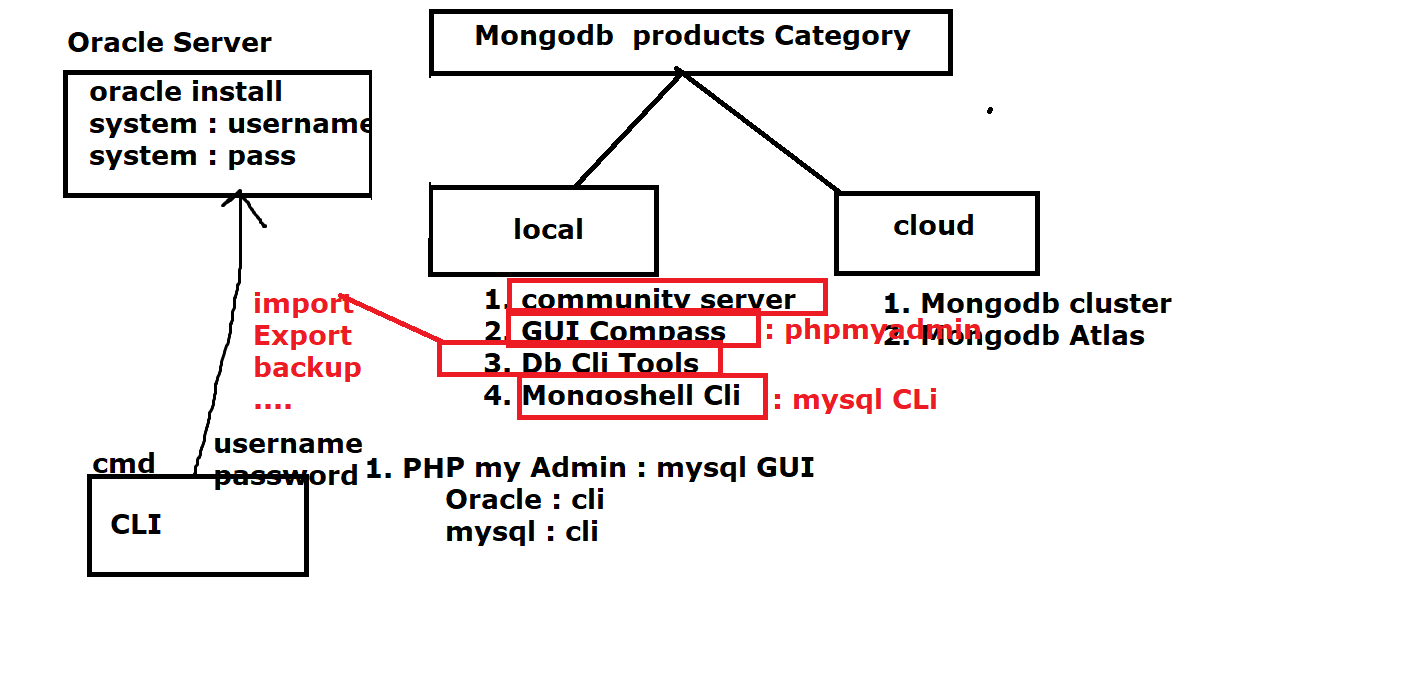 Oracle Server
oracle install
system : username
system : pass
Mongodb  products Category
local
cloud
1. community server
2. GUI Compass : phpmyadmin
3. Db Cli Tools
4. Mongoshell Cli : mysql CLi
1. Mongodb cluster
2. Mongodb Atlas
import
Export
backup
....
username
password
cmd
CLI
1. PHP my Admin : mysql GUI
Oracle : cli
mysql : cli